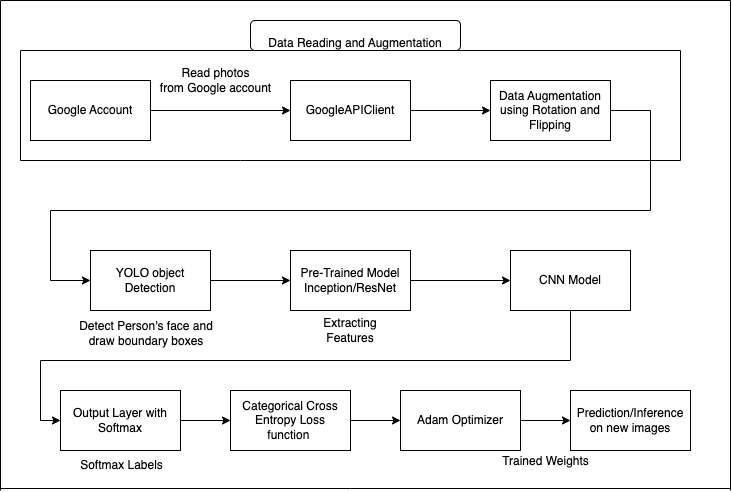 Data Reading and Augmentation
Read photos
from Google account
Google Account
GoogleAPIClient
Data Augmentation
using Rotation and
Flipping
YOLO object
Detection
Pre-Trained Model
Inception/ResNet
CNN Model
Detect Person's face and
draw boundary boxes
Extracting
Features
Output Layer with
Softmax
Categorical Cross
Entropy Loss
function
Adam Optimizer
Prediction/Inference
on new images
Softmax Labels
Trained Weights